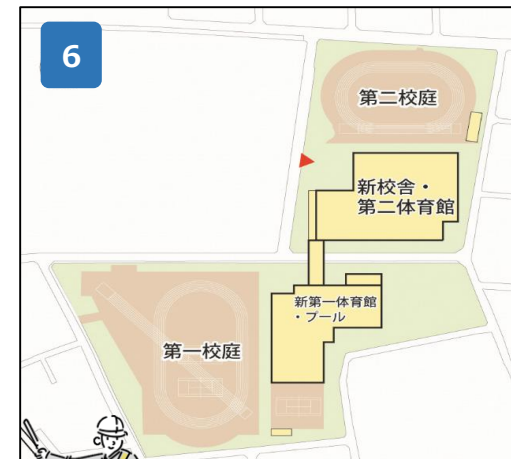 6
第二校庭
新校舎・
第二体育館
新第一体育館
・プール
第一校庭